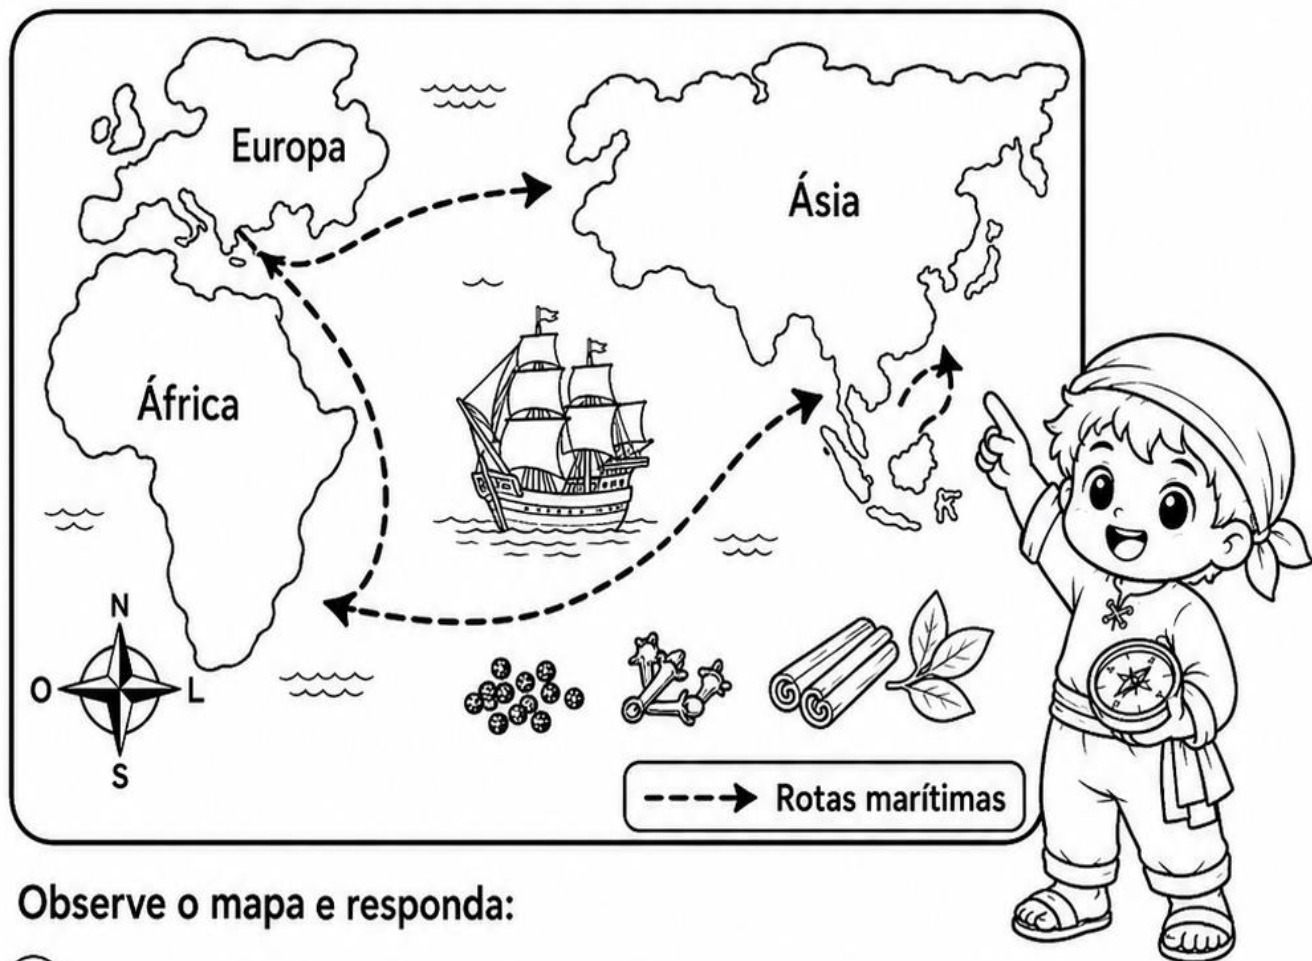 Europa
Ásia
África
N
O
L
S
Rotas marítimas
Observe o mapa e responda: